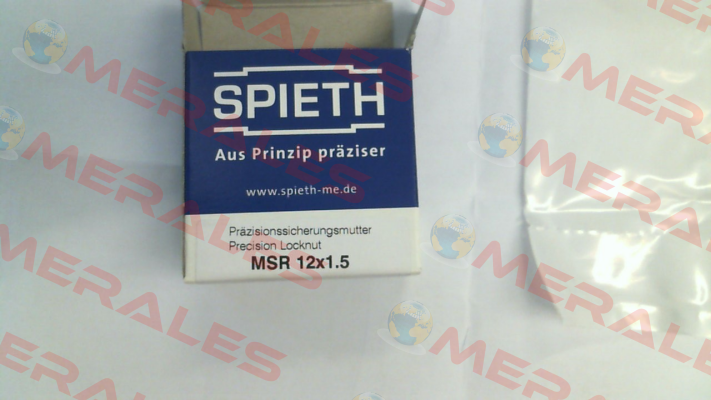 SPIETH
Aus Prinzip präziser
www.spieth-me.de
Präzisionssicherungsmutter
Precision Locknut
MSR 12x1.5
MERALES
MERALES
MERALES
MERALES
MERALES
MERALES